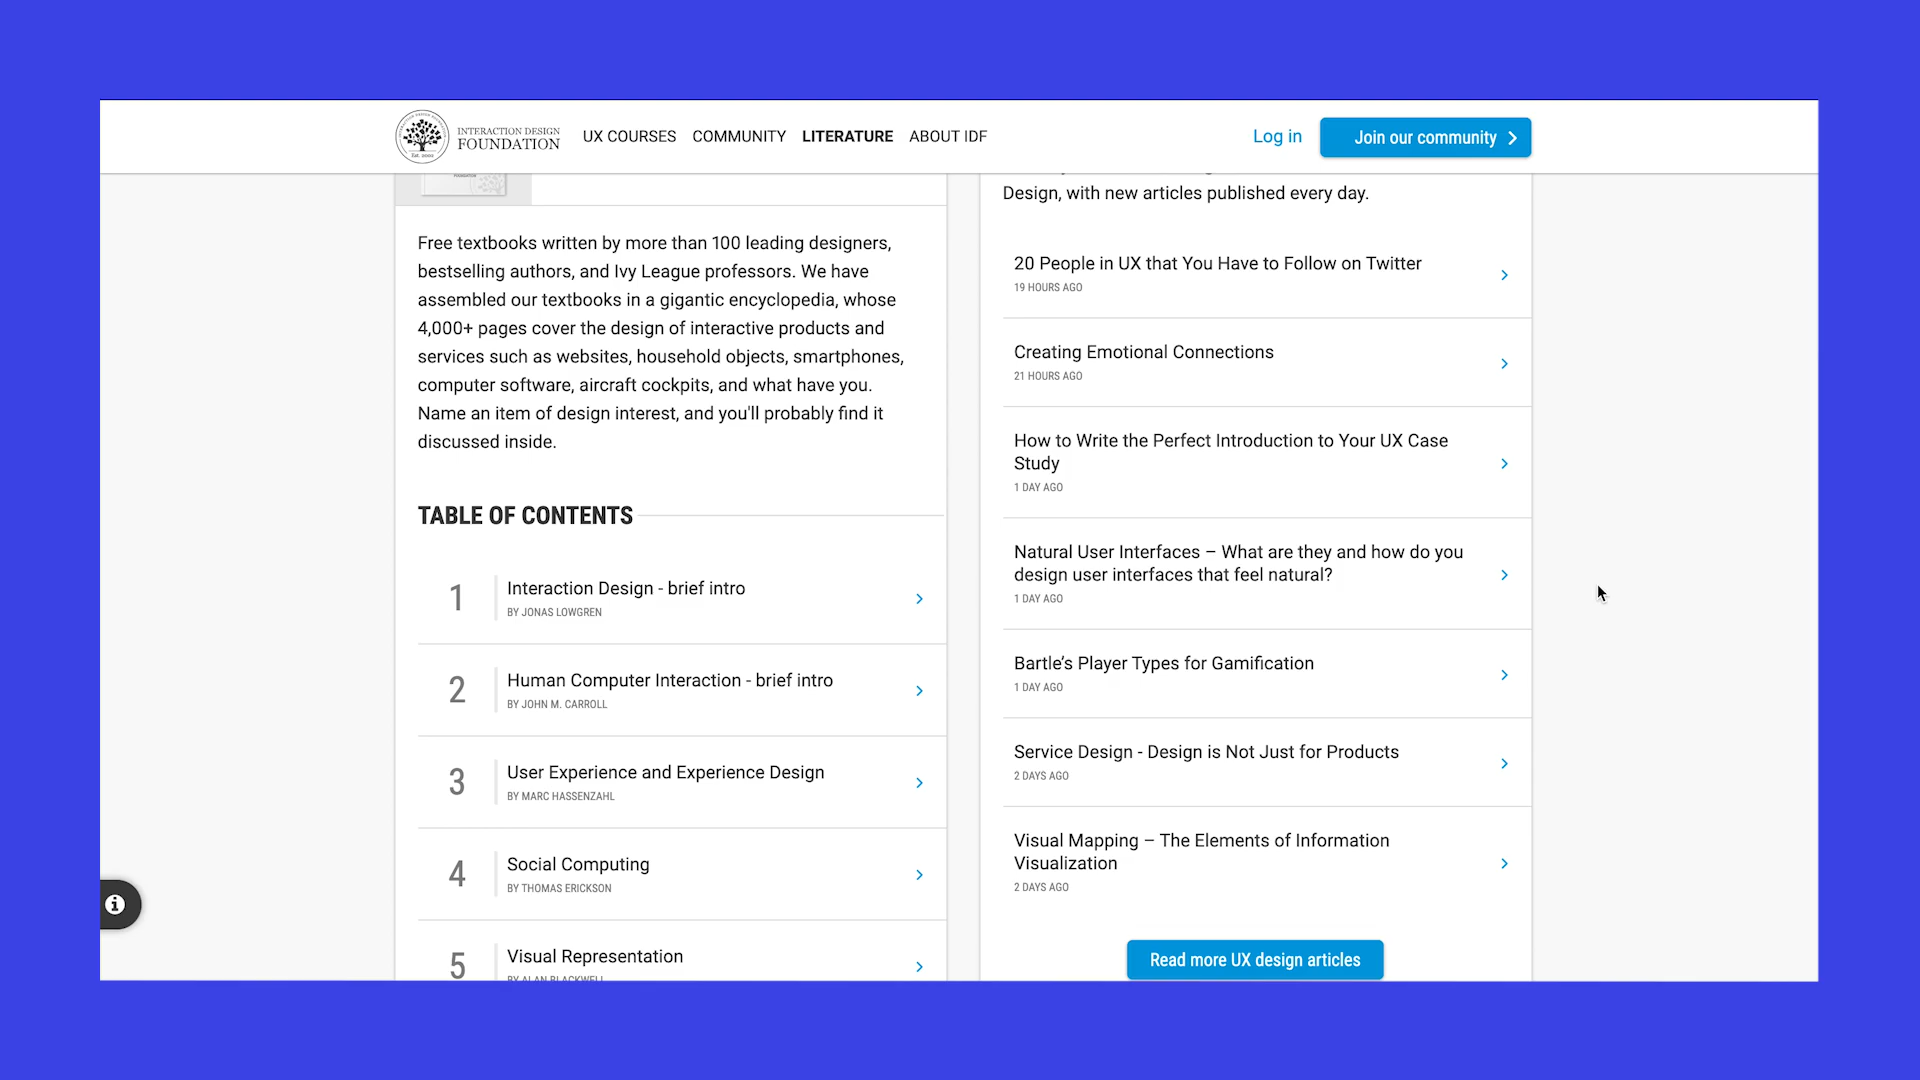 INTERACTION DESIGN
FOUNDATION
Est. 2002
UX COURSES COMMUNITY LITERATURE ABOUT IDF
Log in
Join our community
FOUNDATION
Free textbooks written by more than 100 leading designers,
bestselling authors, and Ivy League professors. We have
assembled our textbooks in a gigantic encyclopedia, whose
4,000+ pages cover the design of interactive products and
services such as websites, household objects, smartphones,
computer software, aircraft cockpits, and what have you.
Name an item of design interest, and you'll probably find it
discussed inside.
TABLE OF CONTENTS
1
Interaction Design - brief intro
BY JONAS LOWGREN
2
Human Computer Interaction - brief intro
BY JOHN M. CARROLL
3
User Experience and Experience Design
BY MARC HASSENZAHL
4
Social Computing
BY THOMAS ERICKSON
5
Visual Representation
BY ALAN BLACKWELL
Design, with new articles published every day.
20 People in UX that You Have to Follow on Twitter
19 HOURS AGO
Creating Emotional Connections
21 HOURS AGO
How to Write the Perfect Introduction to Your UX Case
Study
1 DAY AGO
Natural User Interfaces – What are they and how do you
design user interfaces that feel natural?
1 DAY AGO
Bartle’s Player Types for Gamification
1 DAY AGO
Service Design - Design is Not Just for Products
2 DAYS AGO
Visual Mapping – The Elements of Information
Visualization
2 DAYS AGO
Read more UX design articles